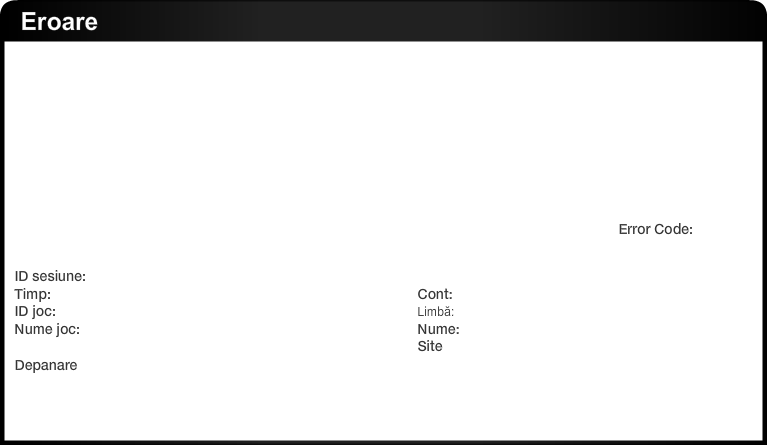 Eroare
Error Code:
ID sesiune:
Timp:
Cont:
ID joc:
Limbă:
Nume joc:
Nume:
Site
Depanare